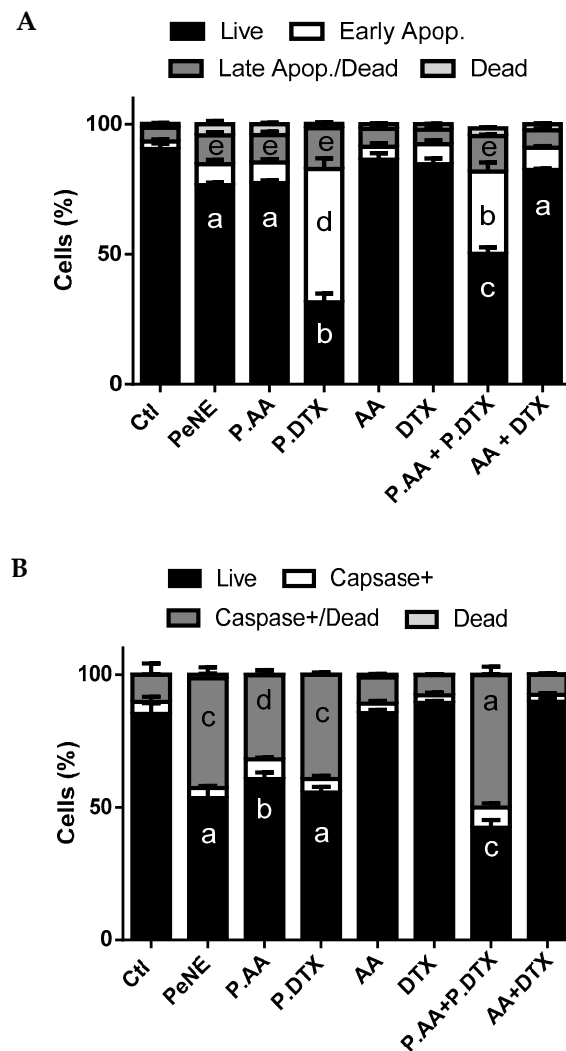 A
Live Early Apop.
Late Apop./Dead Dead
Cells (%)
100
50
0
e e e e
a a d b a
b c
Ctl PeNE P.AA P.DTX AA DTX P.AA + P.DTX AA + DTX
B
Live Capsase+
Caspase+/Dead Dead
Cells (%)
100
50
0
c d c a
a b a c
Ctl PeNE P.AA P.DTX AA DTX P.AA+P.DTX AA+DTX